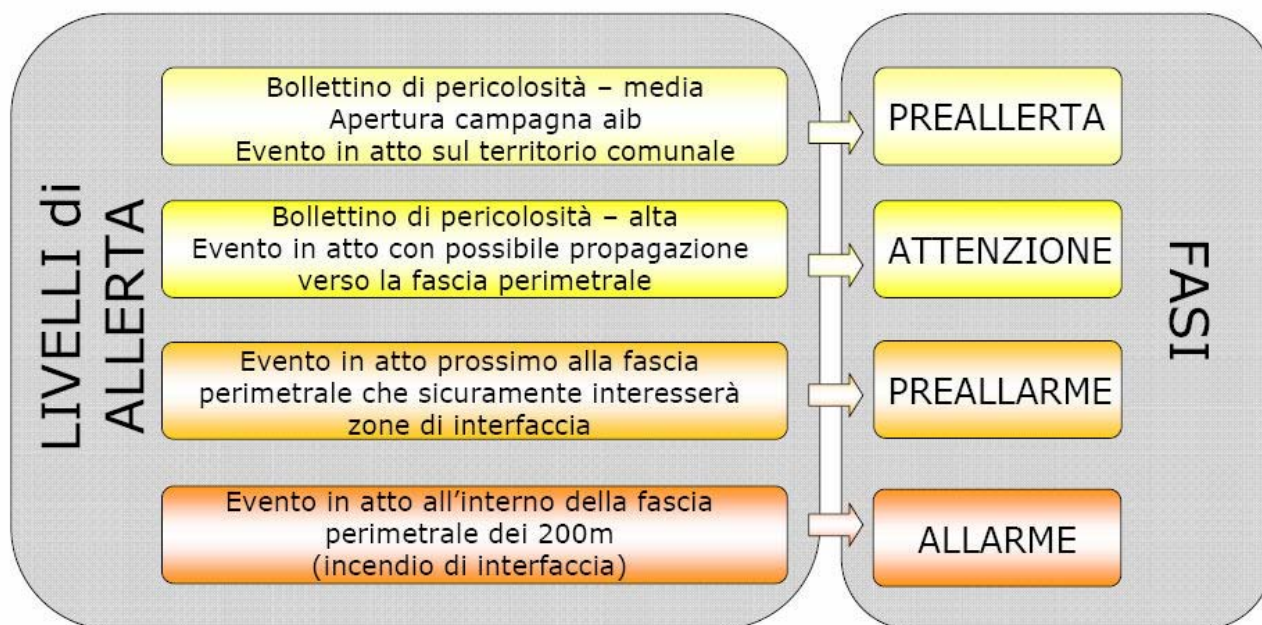 LIVELLI di
ALLERTA
Bollettino di pericolosità – media
Apertura campagna aib
Evento in atto sul territorio comunale
PREALLERTA
Bollettino di pericolosità – alta
Evento in atto con possibile propagazione
verso la fascia perimetrale
ATTENZIONE
Evento in atto prossimo alla fascia
perimetrale che sicuramente interesserà
zone di interfaccia
PREALLARME
Evento in atto all'interno della fascia
perimetrale dei 200m
(incendio di interfaccia)
ALLARME
FASI